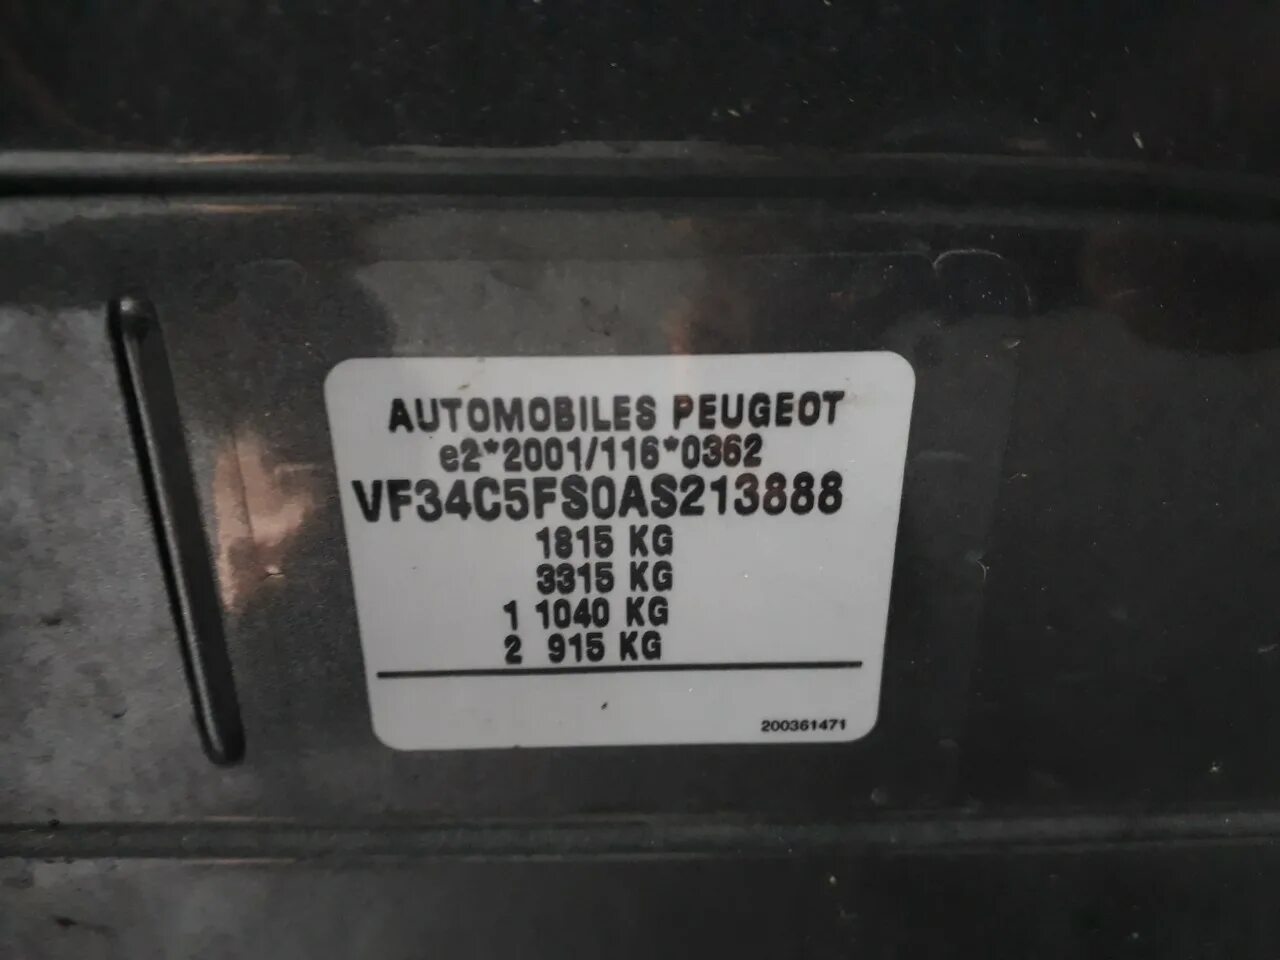 AUTOMOBILES PEUGEOT
e2*2001/116*0362
VF34C5FS0AS213888
1815 KG
3315 KG
1 1040 KG
2 915 KG
200361471